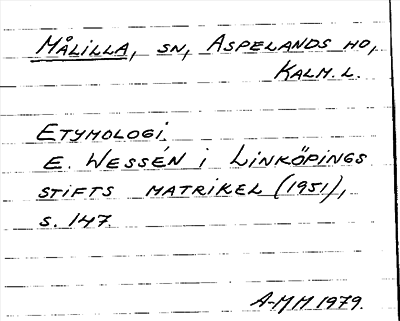 MÅLILLA, SN, ASPELANDS HD,
KALM. L.
ETYMOLOGI.
E. WESSÉN i LINKÖPINGS
STIFTS MATRIKEL (1951),
S. 147.
A-MH 1979.